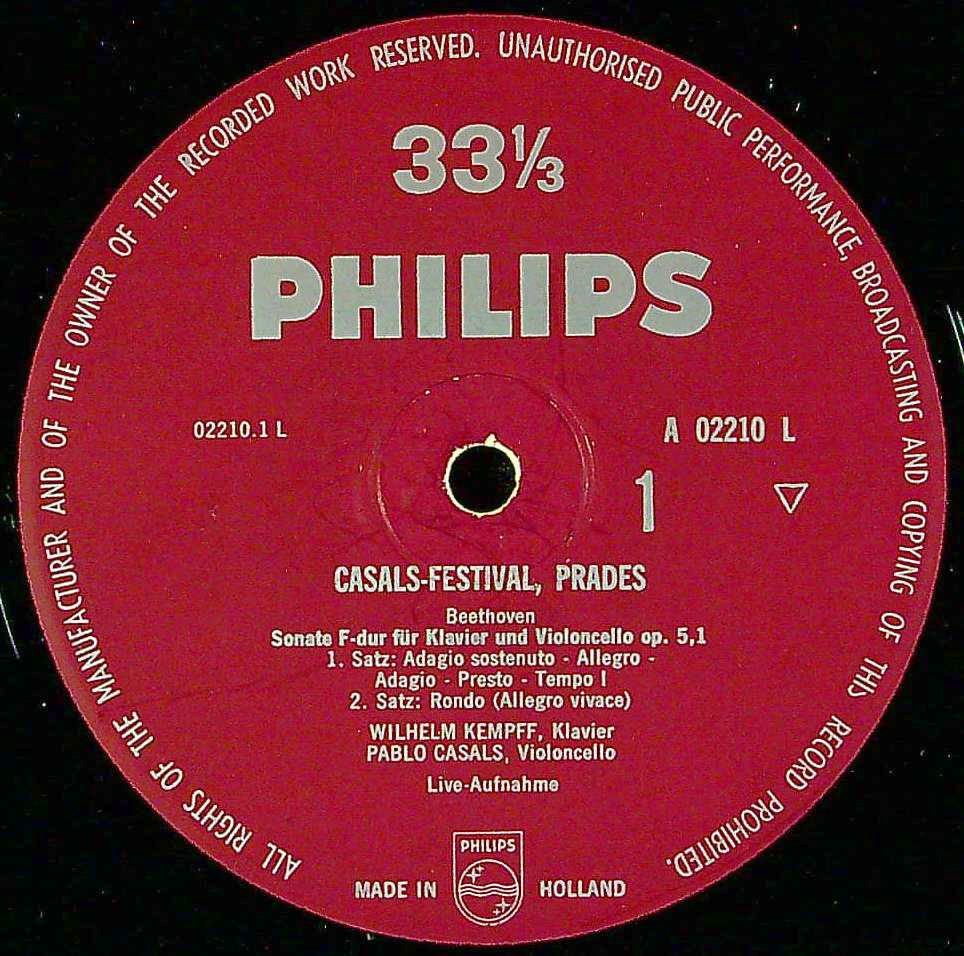 ALL RIGHTS OF THE MANUFACTURER AND OF THE OWNER OF THE RECORDED WORK RESERVED. UNAUTHORISED PUBLIC PERFORMANCE, BROADCASTING AND COPYING OF THIS RECORD PROHIBITED.
33⅓
PHILIPS
02210.1 L
A 02210 L
1
CASALS-FESTIVAL, PRADES
Beethoven
Sonate F-dur für Klavier und Violoncello op. 5,1
1. Satz: Adagio sostenuto - Allegro -
Adagio - Presto - Tempo I
2. Satz: Rondo (Allegro vivace)
WILHELM KEMPFF, Klavier
PABLO CASALS, Violoncello
Live-Aufnahme
PHILIPS
MADE IN HOLLAND